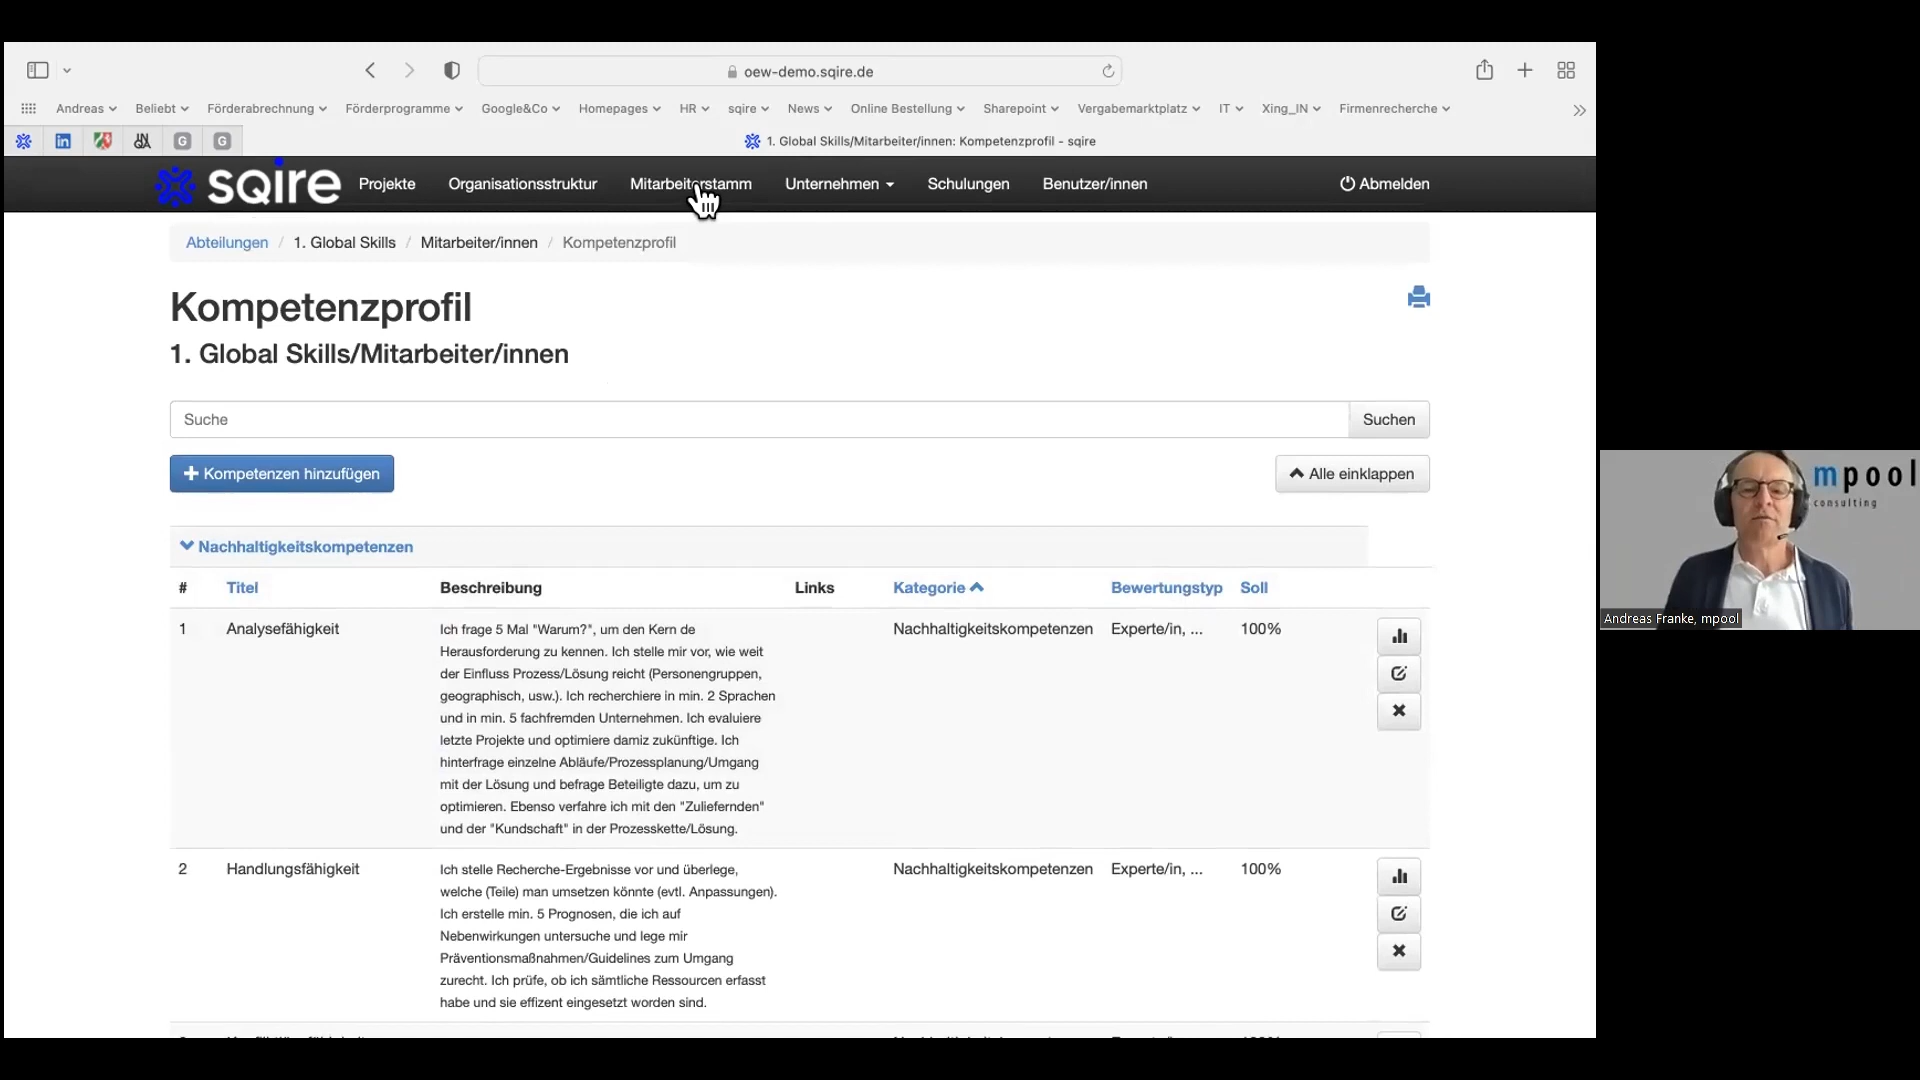 oew-demo.sqire.de
Andreas Beliebt Förderabrechnung Förderprogramme Google&Co Homepages HR sqire News Online Bestellung Sharepoint Vergabemarktplatz IT Xing_IN Firmenrecherche
G G 1. Global Skills/Mitarbeiter/innen: Kompetenzprofil - sqire
sqire Projekte Organisationsstruktur Mitarbeiterstamm Unternehmen Schulungen Benutzer/innen Abmelden
Abteilungen / 1. Global Skills / Mitarbeiter/innen / Kompetenzprofil
Kompetenzprofil
1. Global Skills/Mitarbeiter/innen
Suche Suchen
Kompetenzen hinzufügen Alle einklappen
Nachhaltigkeitskompetenzen
# Titel Beschreibung Links Kategorie Bewertungstyp Soll
1 Analysefähigkeit Ich frage 5 Mal "Warum?", um den Kern de Nachhaltigkeitskompetenzen Experte/in, ... 100%
Herausforderung zu kennen. Ich stelle mir vor, wie weit
der Einfluss Prozess/Lösung reicht (Personengruppen,
geographisch, usw.). Ich recherchiere in min. 2 Sprachen
und in min. 5 fachfremden Unternehmen. Ich evaluiere
letzte Projekte und optimiere damiz zukünftige. Ich
hinterfrage einzelne Abläufe/Prozessplanung/Umgang
mit der Lösung und befrage Beteiligte dazu, um zu
optimieren. Ebenso verfahre ich mit den "Zuliefernden"
und der "Kundschaft" in der Prozesskette/Lösung.
2 Handlungsfähigkeit Ich stelle Recherche-Ergebnisse vor und überlege, Nachhaltigkeitskompetenzen Experte/in, ... 100%
welche (Teile) man umsetzen könnte (evtl. Anpassungen).
Ich erstelle min. 5 Prognosen, die ich auf
Nebenwirkungen untersuche und lege mir
Präventionsmaßnahmen/Guidelines zum Umgang
zurecht. Ich prüfe, ob ich sämtliche Ressourcen erfasst
habe und sie effizent eingesetzt worden sind.
mpool
consulting
Andreas Franke, mpool